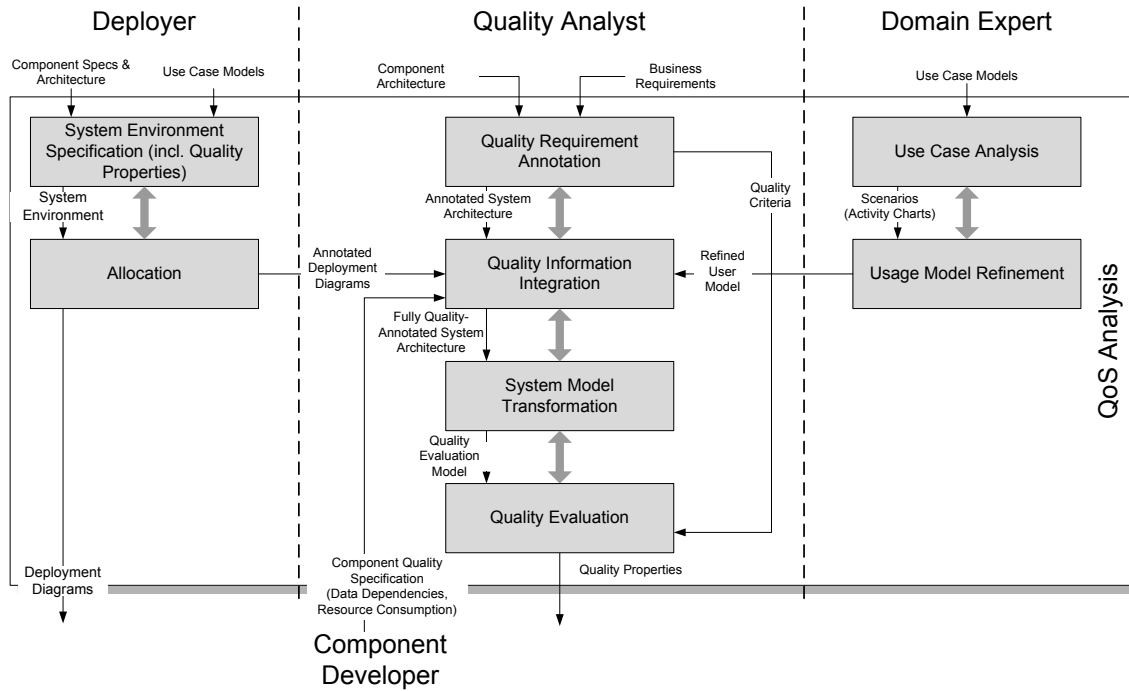 Deployer
Quality Analyst
Domain Expert
Component Specs &
Architecture
Use Case Models
Component
Architecture
Business
Requirements
Use Case Models
System Environment
Specification (incl. Quality
Properties)
Quality Requirement
Annotation
Use Case Analysis
System
Environment
Annotated System
Architecture
Quality
Criteria
Scenarios
(Activity Charts)
Allocation
Annotated
Deployment
Diagrams
Quality Information
Integration
Refined
User
Model
Usage Model Refinement
Fully Quality-
Annotated System
Architecture
System Model
Transformation
QoS Analysis
Quality
Evaluation
Model
Quality Evaluation
Deployment
Diagrams
Component Quality
Specification
(Data Dependencies,
Resource Consumption)
Quality Properties
Component
Developer